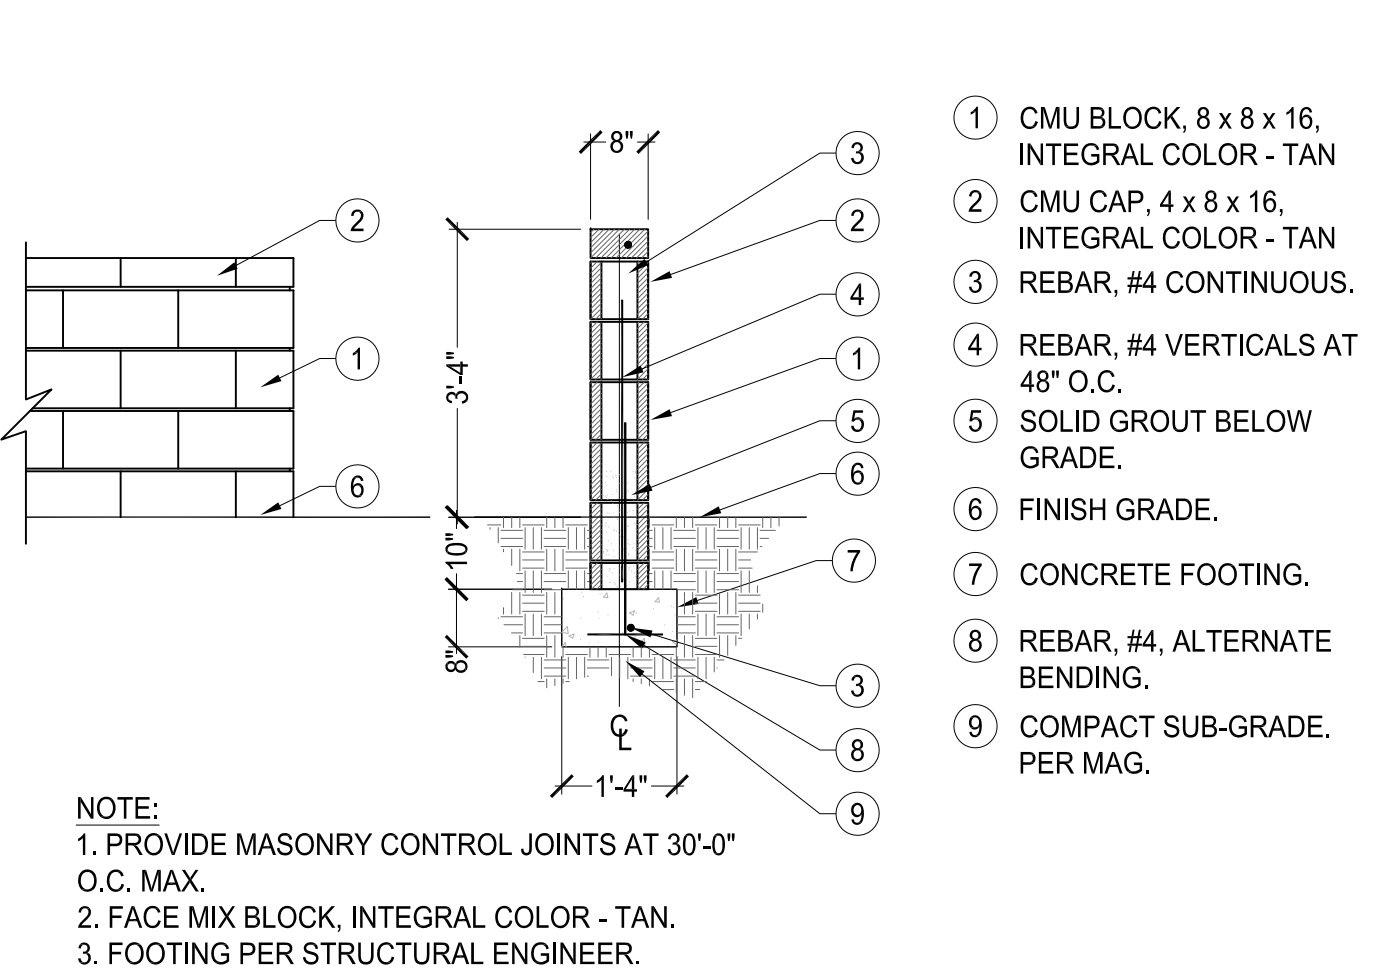 8"
3
2
4
1
5
6
7
3
8
9
2
1
6
3'-4"
10"
8"
CL
1'-4"
1 CMU BLOCK, 8 x 8 x 16,
INTEGRAL COLOR - TAN
2 CMU CAP, 4 x 8 x 16,
INTEGRAL COLOR - TAN
3 REBAR, #4 CONTINUOUS.
4 REBAR, #4 VERTICALS AT
48" O.C.
5 SOLID GROUT BELOW
GRADE.
6 FINISH GRADE.
7 CONCRETE FOOTING.
8 REBAR, #4, ALTERNATE
BENDING.
9 COMPACT SUB-GRADE.
PER MAG.
NOTE:
1. PROVIDE MASONRY CONTROL JOINTS AT 30'-0"
O.C. MAX.
2. FACE MIX BLOCK, INTEGRAL COLOR - TAN.
3. FOOTING PER STRUCTURAL ENGINEER.